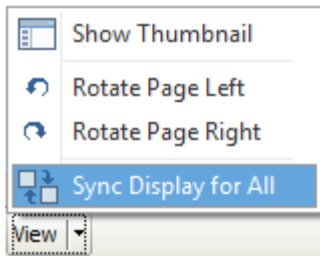 Show Thumbnail
Rotate Page Left
Rotate Page Right
Sync Display for All
View